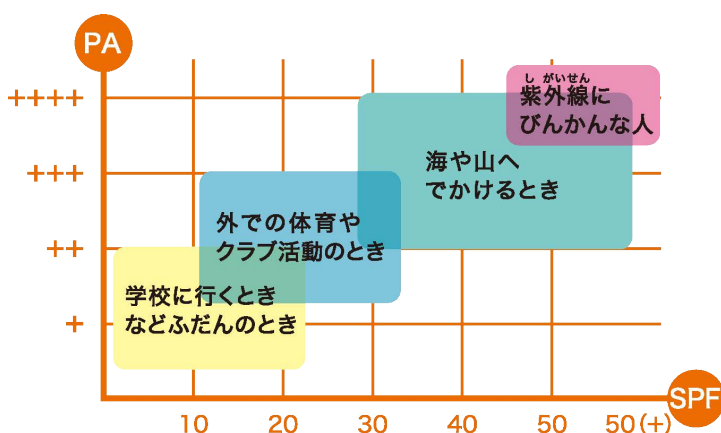 PA
++++
+++
++
+
し がいせん
紫外線に
びんかんな人
海や山へ
でかけるとき
外での体育や
クラブ活動のとき
学校に行くとき
などふだんのとき
10 20 30 40 50 50(+)
SPF